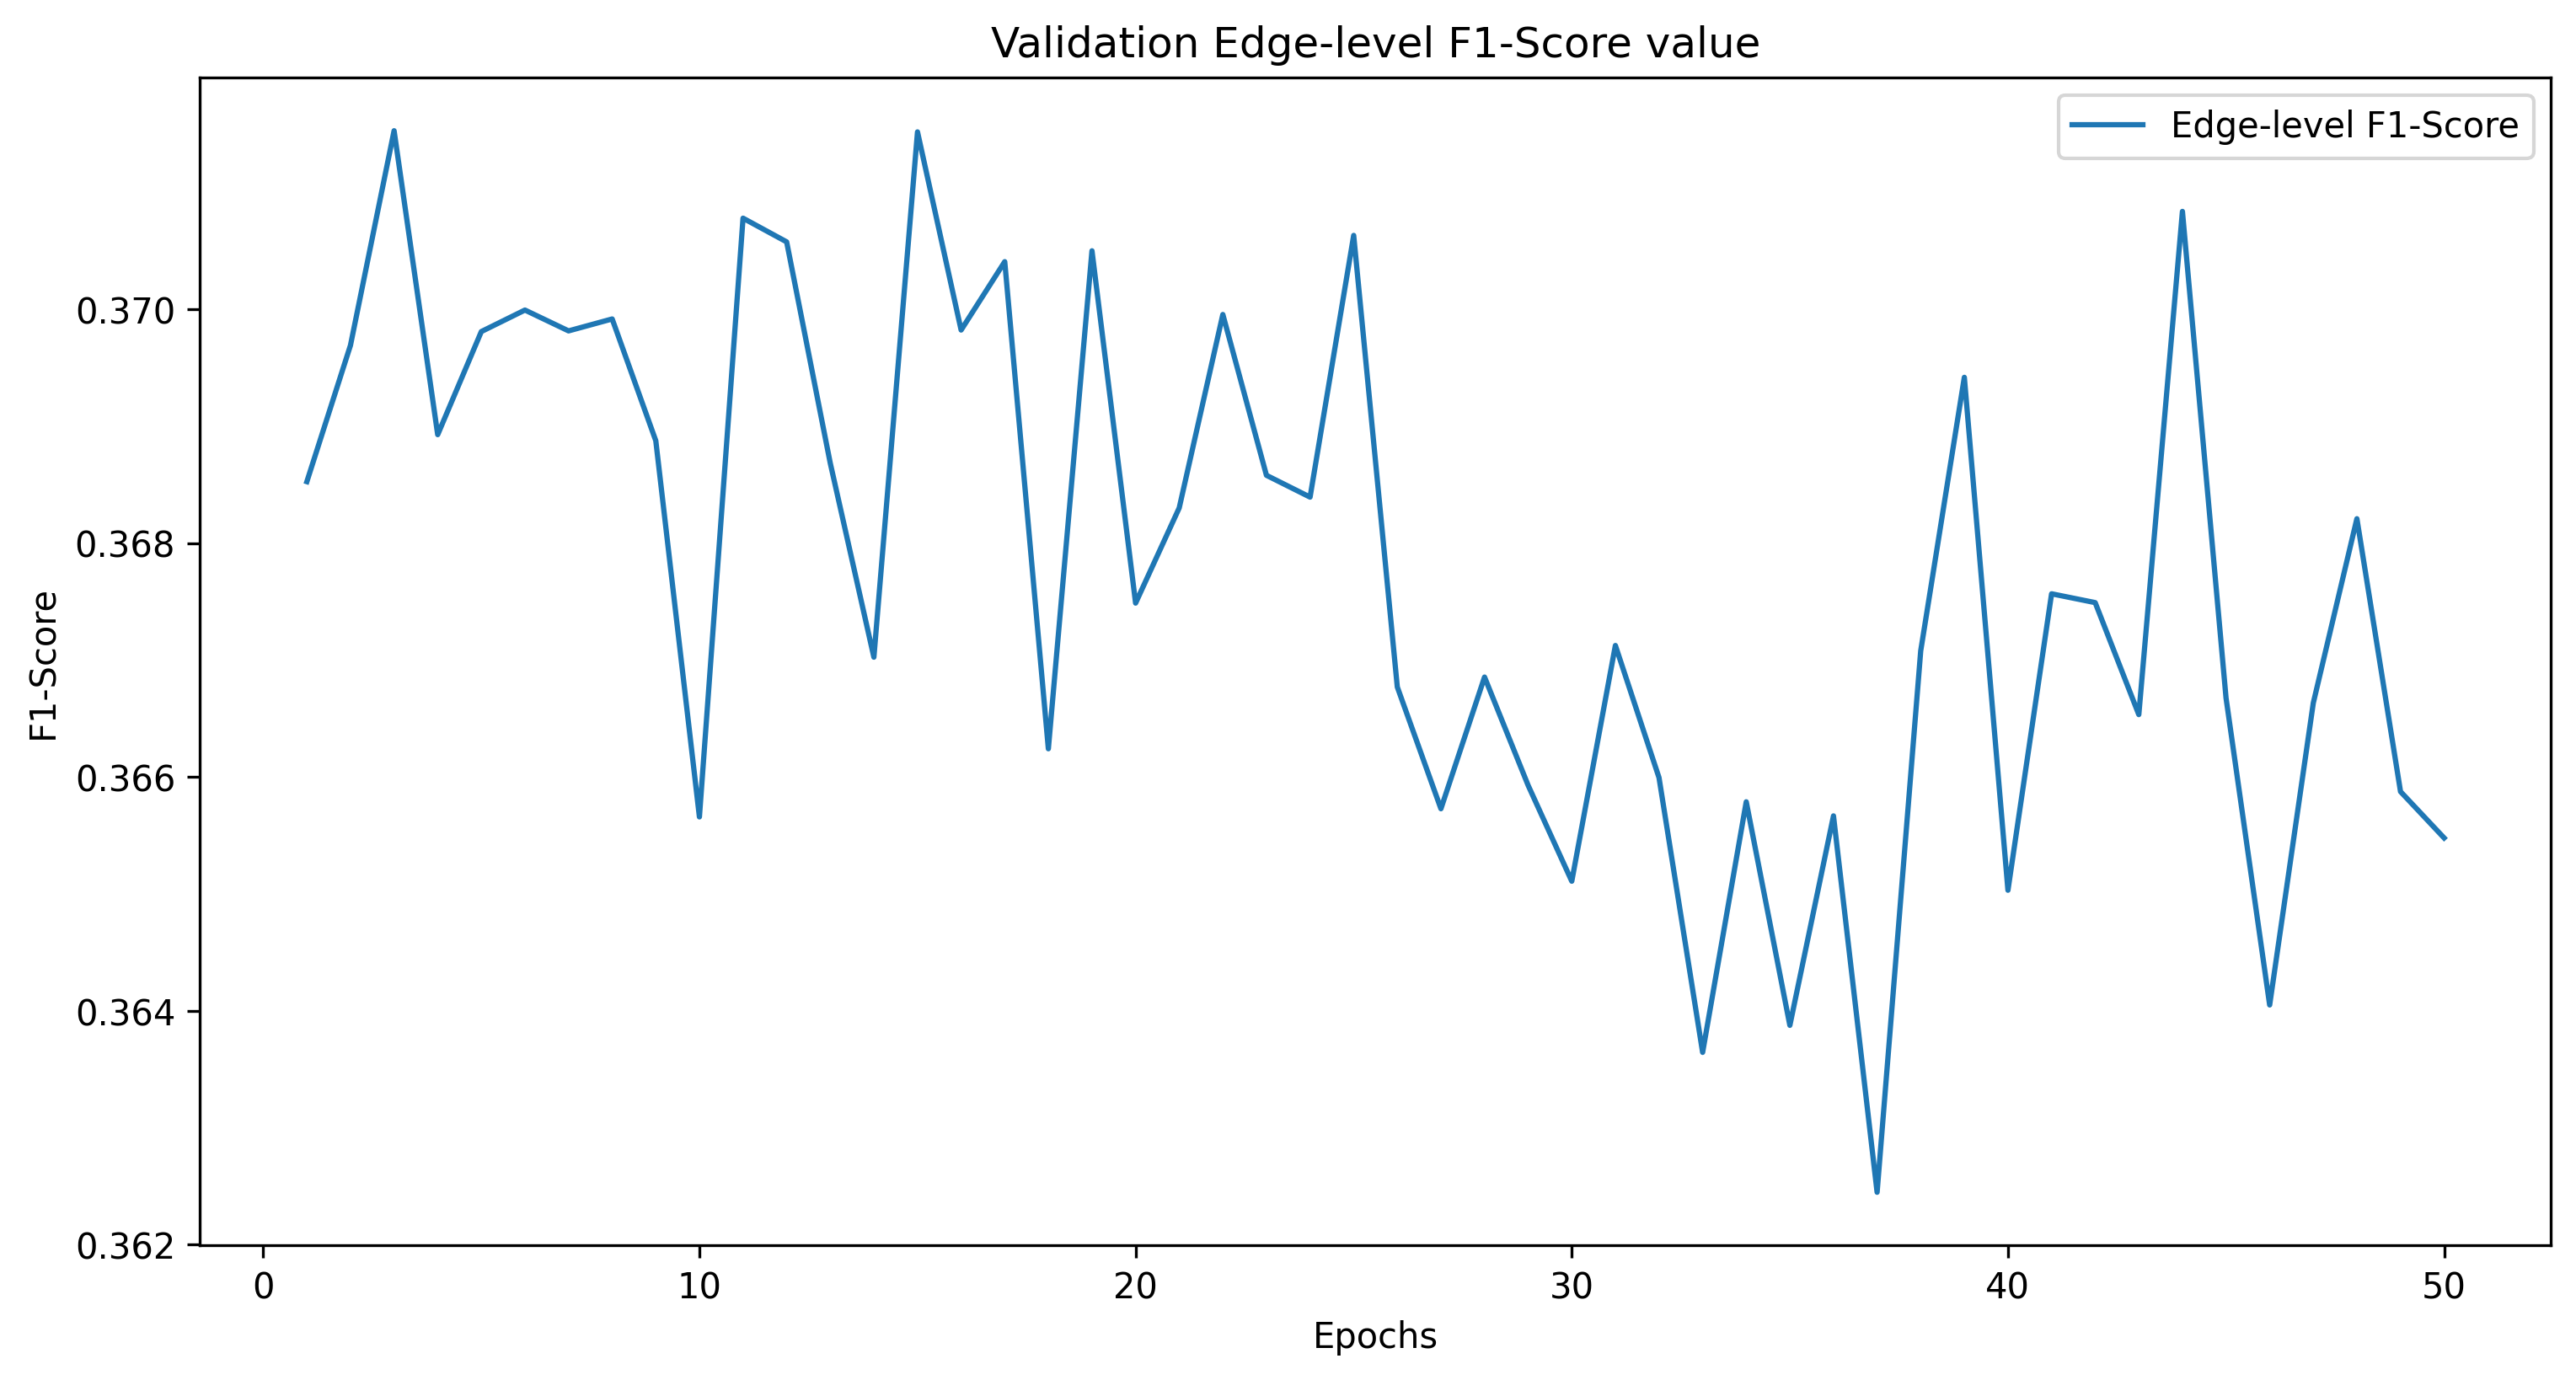 Validation Edge-level F1-Score value
Edge-level F1-Score
0.370
0.368
0.366
0.364
0.362
F1-Score
0 10 20 30 40 50
Epochs